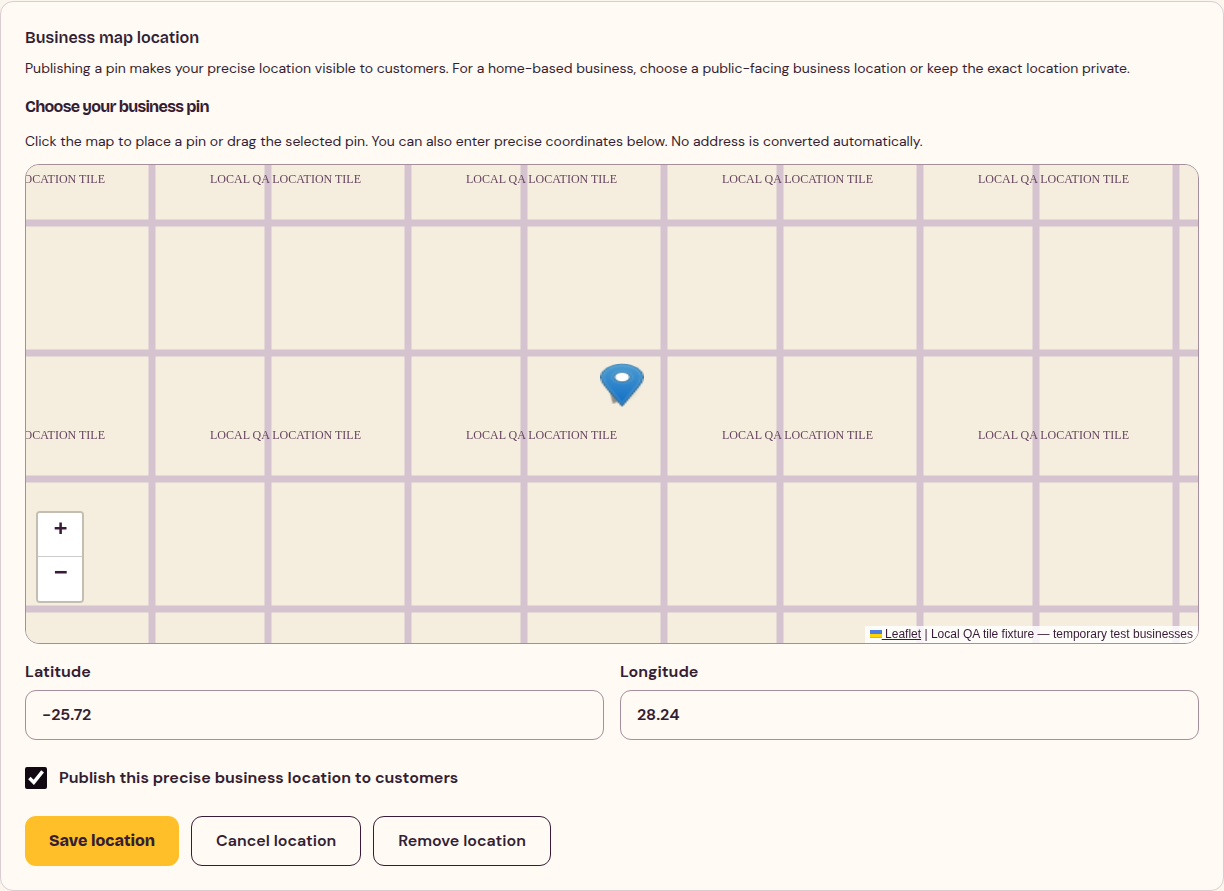 Business map location
Publishing a pin makes your precise location visible to customers. For a home-based business, choose a public-facing business location or keep the exact location private.
Choose your business pin
Click the map to place a pin or drag the selected pin. You can also enter precise coordinates below. No address is converted automatically.
OCATION TILE LOCAL QA LOCATION TILE LOCAL QA LOCATION TILE LOCAL QA LOCATION TILE LOCAL QA LOCATION TILE
OCATION TILE LOCAL QA LOCATION TILE LOCAL QA LOCATION TILE LOCAL QA LOCATION TILE LOCAL QA LOCATION TILE
+
−
Leaflet | Local QA tile fixture — temporary test businesses
Latitude Longitude
-25.72 28.24
Publish this precise business location to customers
Save location Cancel location Remove location